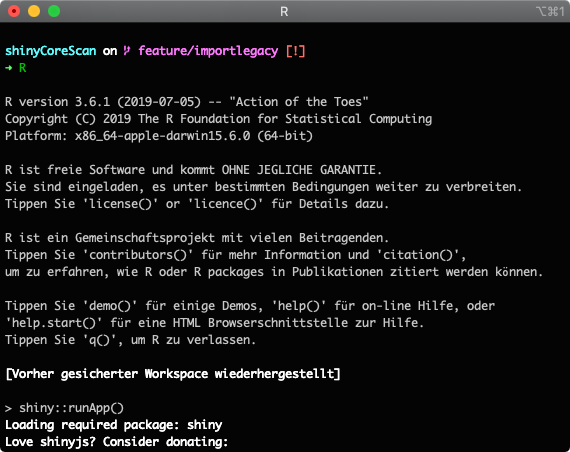 R
⌥⌘1
shinyCoreScan on feature/importlegacy [!]
➜ R
R version 3.6.1 (2019-07-05) -- "Action of the Toes"
Copyright (C) 2019 The R Foundation for Statistical Computing
Platform: x86_64-apple-darwin15.6.0 (64-bit)
R ist freie Software und kommt OHNE JEGLICHE GARANTIE.
Sie sind eingeladen, es unter bestimmten Bedingungen weiter zu verbreiten.
Tippen Sie 'license()' or 'licence()' für Details dazu.
R ist ein Gemeinschaftsprojekt mit vielen Beitragenden.
Tippen Sie 'contributors()' für mehr Information und 'citation()',
um zu erfahren, wie R oder R packages in Publikationen zitiert werden können.
Tippen Sie 'demo()' für einige Demos, 'help()' für on-line Hilfe, oder
'help.start()' für eine HTML Browserschnittstelle zur Hilfe.
Tippen Sie 'q()', um R zu verlassen.
[Vorher gesicherter Workspace wiederhergestellt]
> shiny::runApp()
Loading required package: shiny
Love shinyjs? Consider donating: